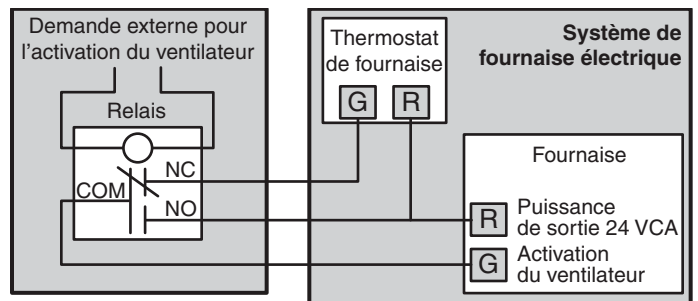 Demande externe pour
l'activation du ventilateur
Relais
NC
COM
NO
Système de
fournaise électrique
Thermostat
de fournaise
G R
Fournaise
R Puissance
de sortie 24 VCA
G Activation
du ventilateur